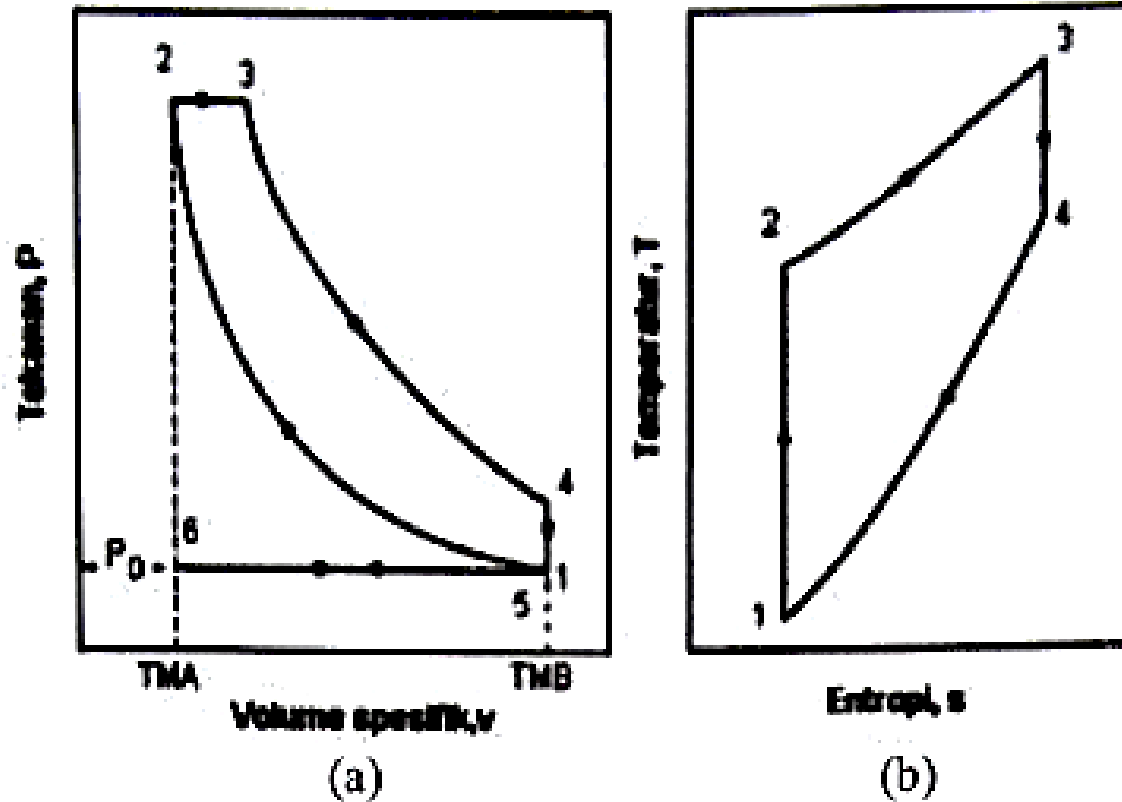 2
3
4
6
P0
5
1
TMA
TMB
Tekanan, P
Volume spesifik,v
(a)
3
2
4
1
Temperatur, T
Entropi, s
(b)